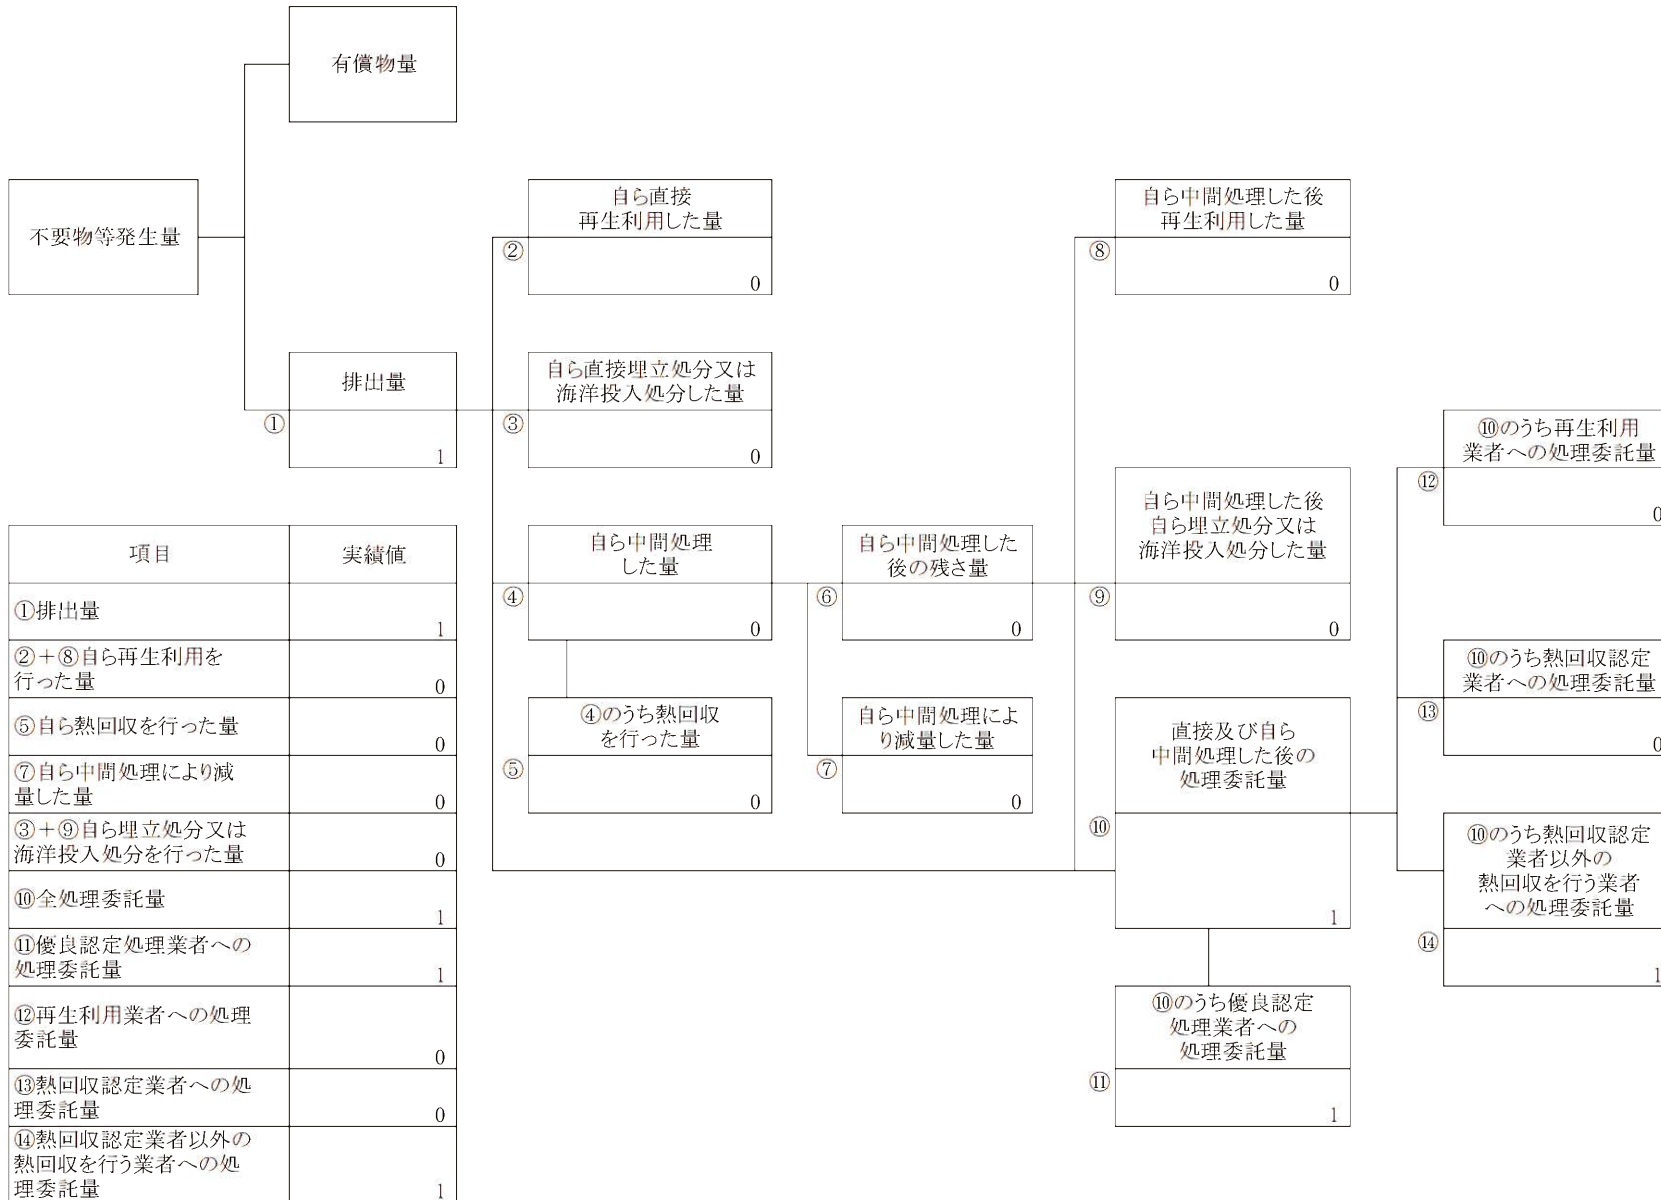 有償物量
不要物等発生量
排出量
①
1
自ら直接
再生利用した量
②
0
自ら直接埋立処分又は
海洋投入処分した量
③
0
自ら中間処理
した量
④
0
④のうち熱回収
を行った量
⑤
0
自ら中間処理した
後の残さ量
⑥
0
自ら中間処理によ
り減量した量
⑦
0
自ら中間処理した後
再生利用した量
⑧
0
自ら中間処理した後
自ら埋立処分又は
海洋投入処分した量
⑨
0
直接及び自ら
中間処理した後の
処理委託量
⑩
1
⑩のうち優良認定
処理業者への
処理委託量
⑪
1
⑩のうち再生利用
業者への処理委託量
⑫
0
⑩のうち熱回収認定
業者への処理委託量
⑬
0
⑩のうち熱回収認定
業者以外の
熱回収を行う業者
への処理委託量
⑭
1
項目 実績値
①排出量
1
②+⑧自ら再生利用を
行った量
0
⑤自ら熱回収を行った量
0
⑦自ら中間処理により減
量した量
0
③+⑨自ら埋立処分又は
海洋投入処分を行った量
0
⑩全処理委託量
1
⑪優良認定処理業者への
処理委託量
1
⑫再生利用業者への処理
委託量
0
⑬熱回収認定業者への処
理委託量
0
⑭熱回収認定業者以外の
熱回収を行う業者への処
理委託量
1